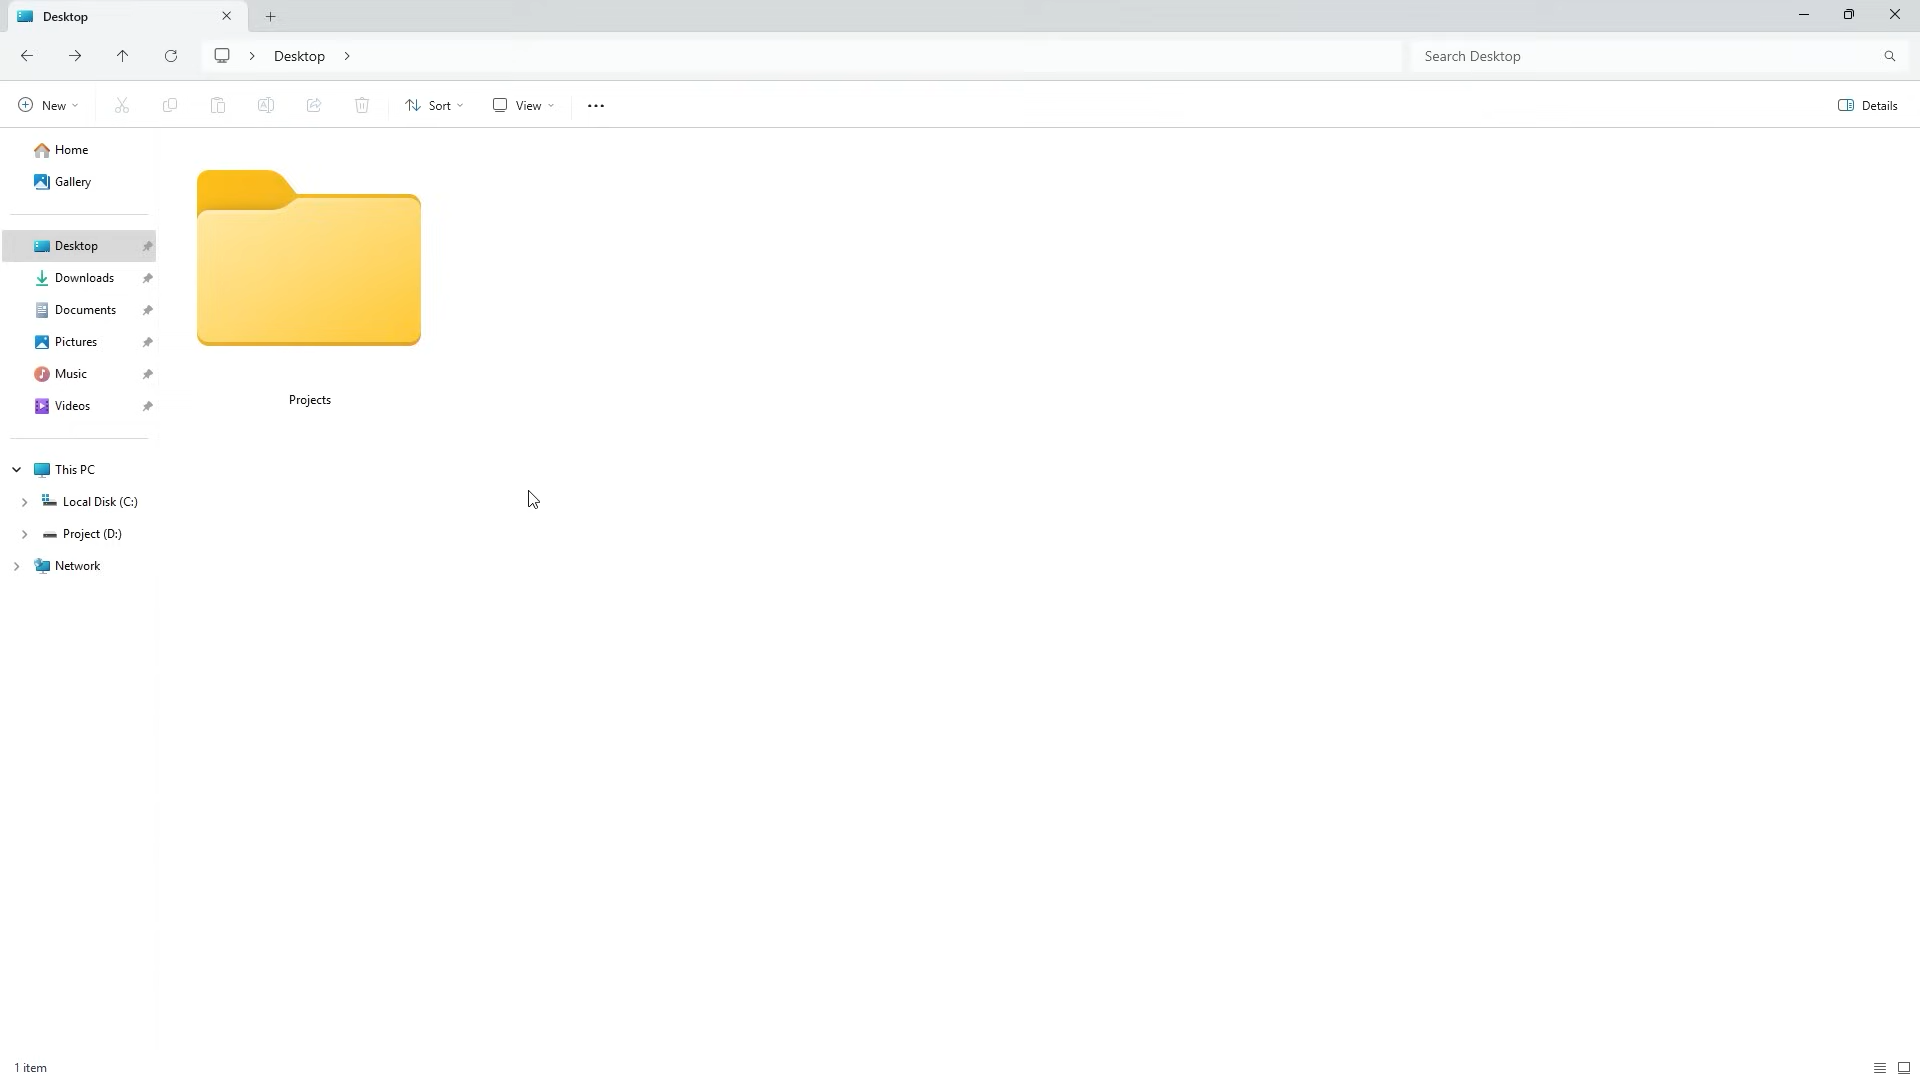 Desktop
Desktop
Search Desktop
New
Sort
View
Details
Home
Gallery
Desktop
Downloads
Documents
Pictures
Music
Videos
This PC
Local Disk (C:)
Project (D:)
Network
Projects
1 item